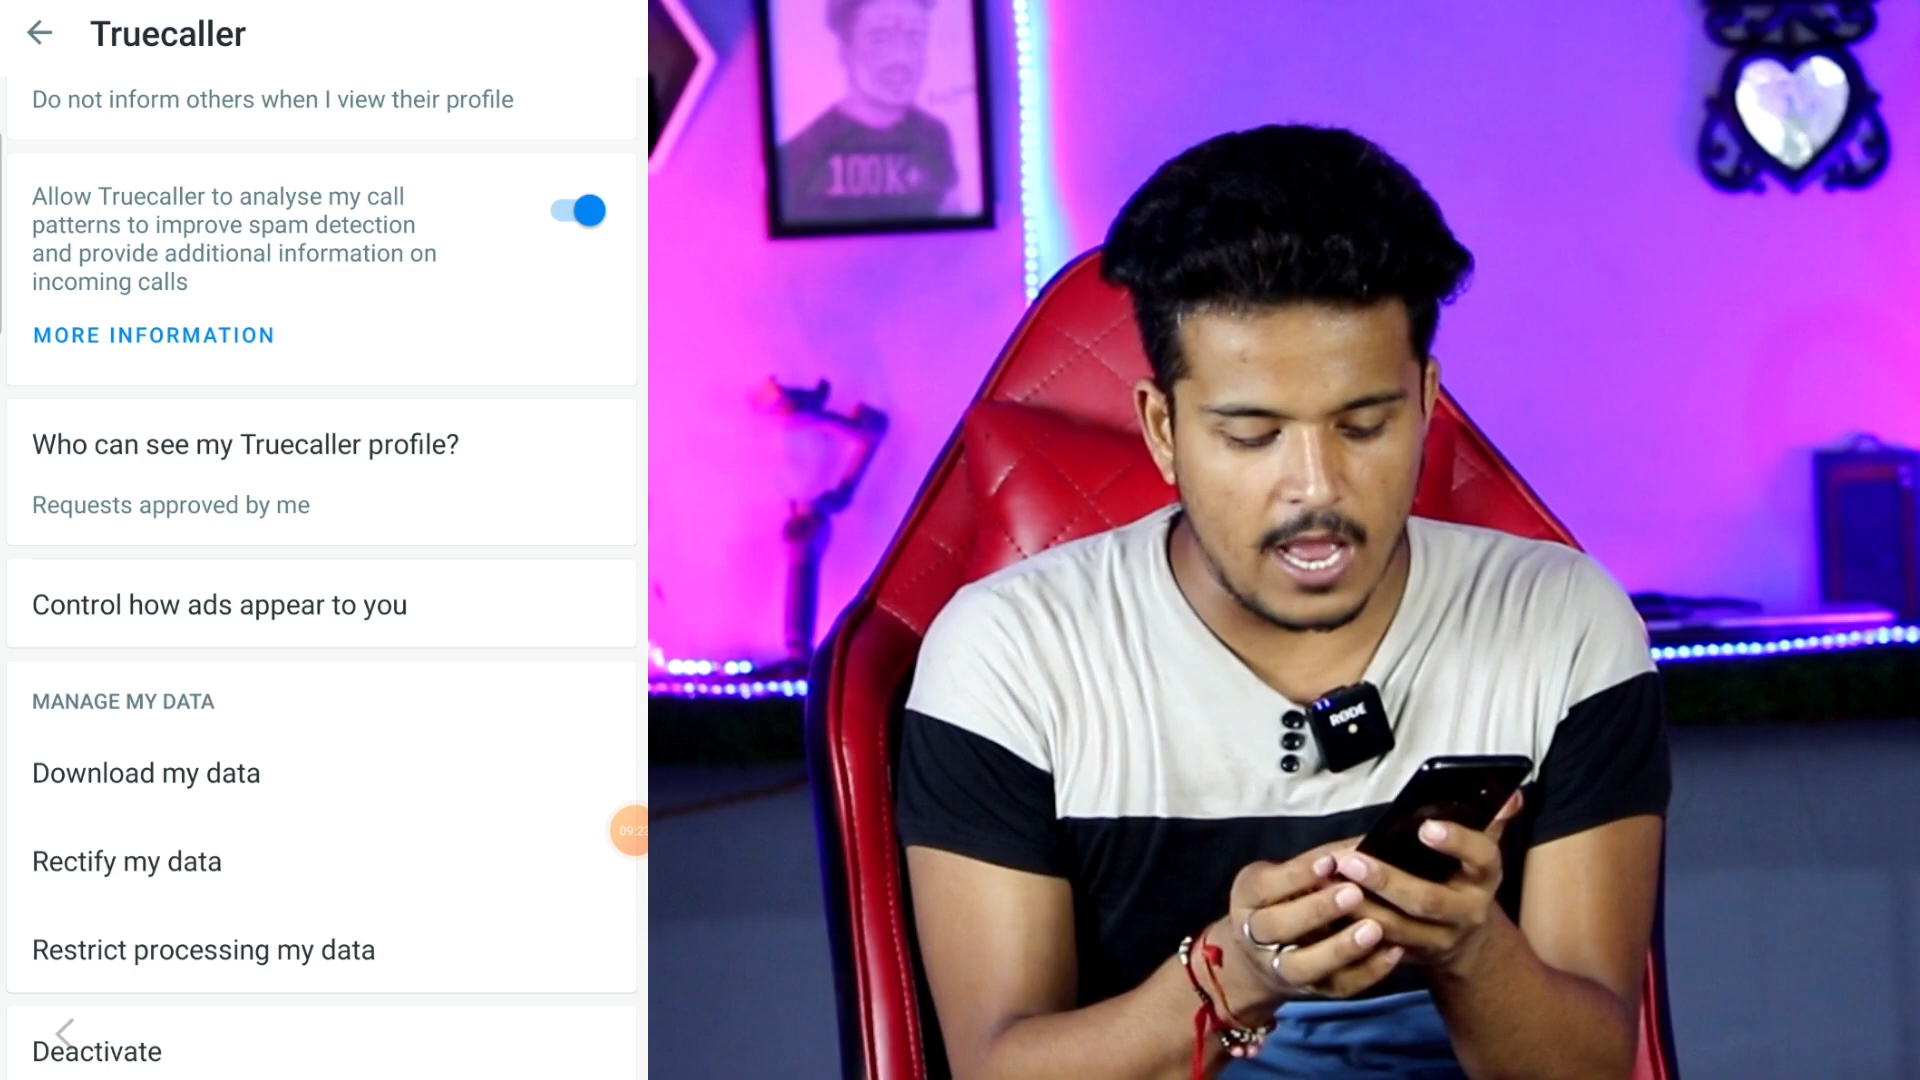 Truecaller
Do not inform others when I view their profile
Allow Truecaller to analyse my call
patterns to improve spam detection
and provide additional information on
incoming calls
MORE INFORMATION
Who can see my Truecaller profile?
Requests approved by me
Control how ads appear to you
MANAGE MY DATA
Download my data
Rectify my data
Restrict processing my data
Deactivate
100K+
RODE